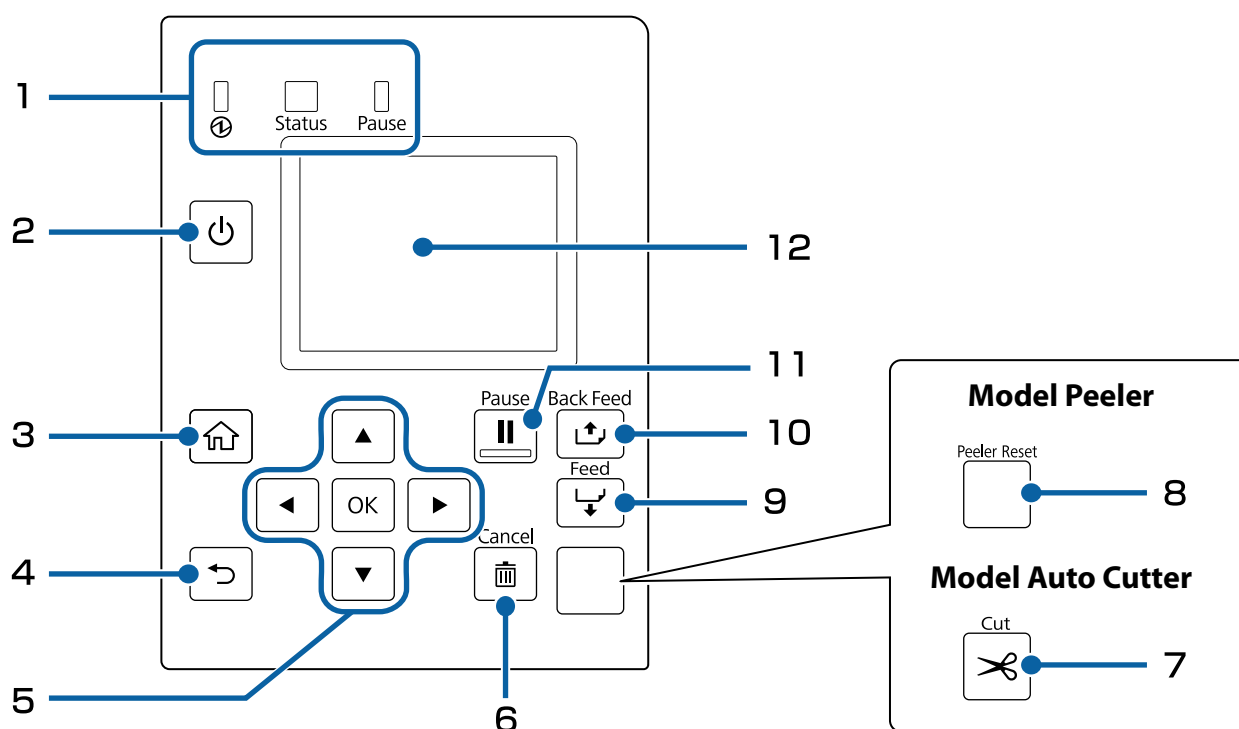 1
Status Pause
2
12
11
Pause Back Feed
Model Peeler
3
10
Peeler Reset
Feed
OK
9
8
Cancel
4
Model Auto Cutter
Cut
7
5
6